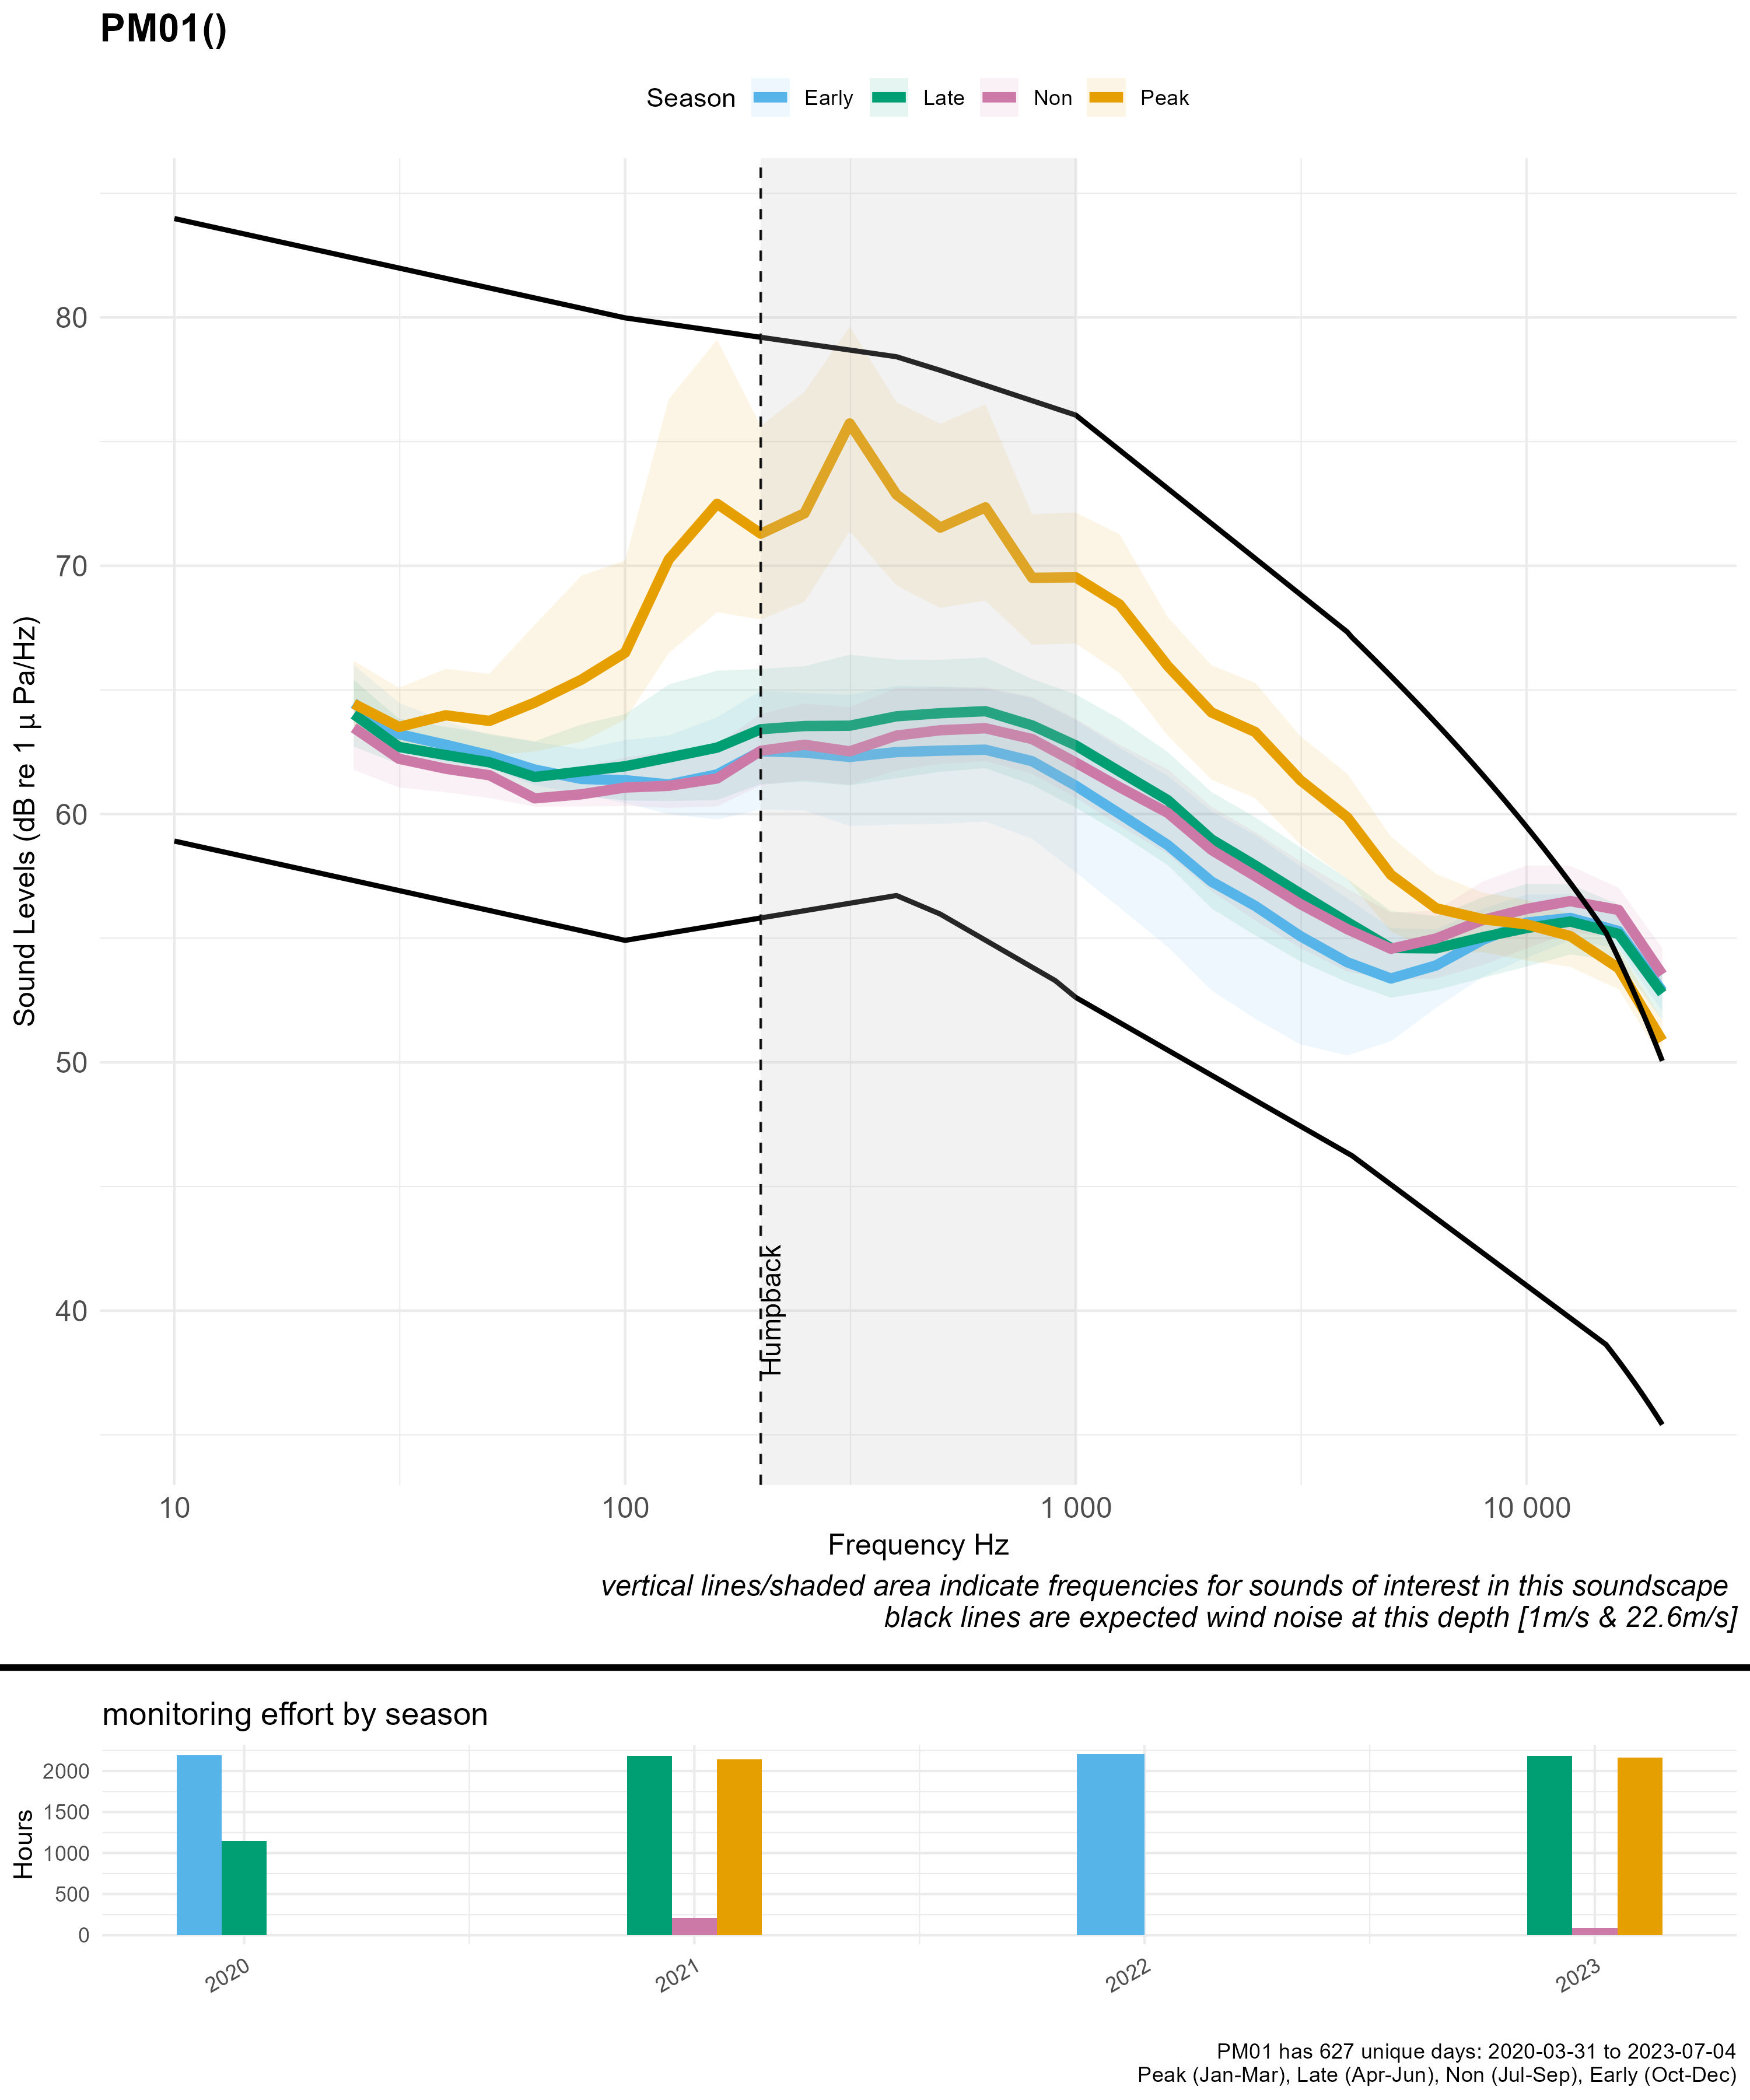 PM01()
Season Early Late Non Peak
Sound Levels (dB re 1 µ Pa/Hz)
80
70
60
50
40
Humpback
10 100 1 000 10 000
Frequency Hz
vertical lines/shaded area indicate frequencies for sounds of interest in this soundscape
black lines are expected wind noise at this depth [1m/s & 22.6m/s]
monitoring effort by season
Hours
2000
1500
1000
500
0
2020 2021 2022 2023
PM01 has 627 unique days: 2020-03-31 to 2023-07-04
Peak (Jan-Mar), Late (Apr-Jun), Non (Jul-Sep), Early (Oct-Dec)